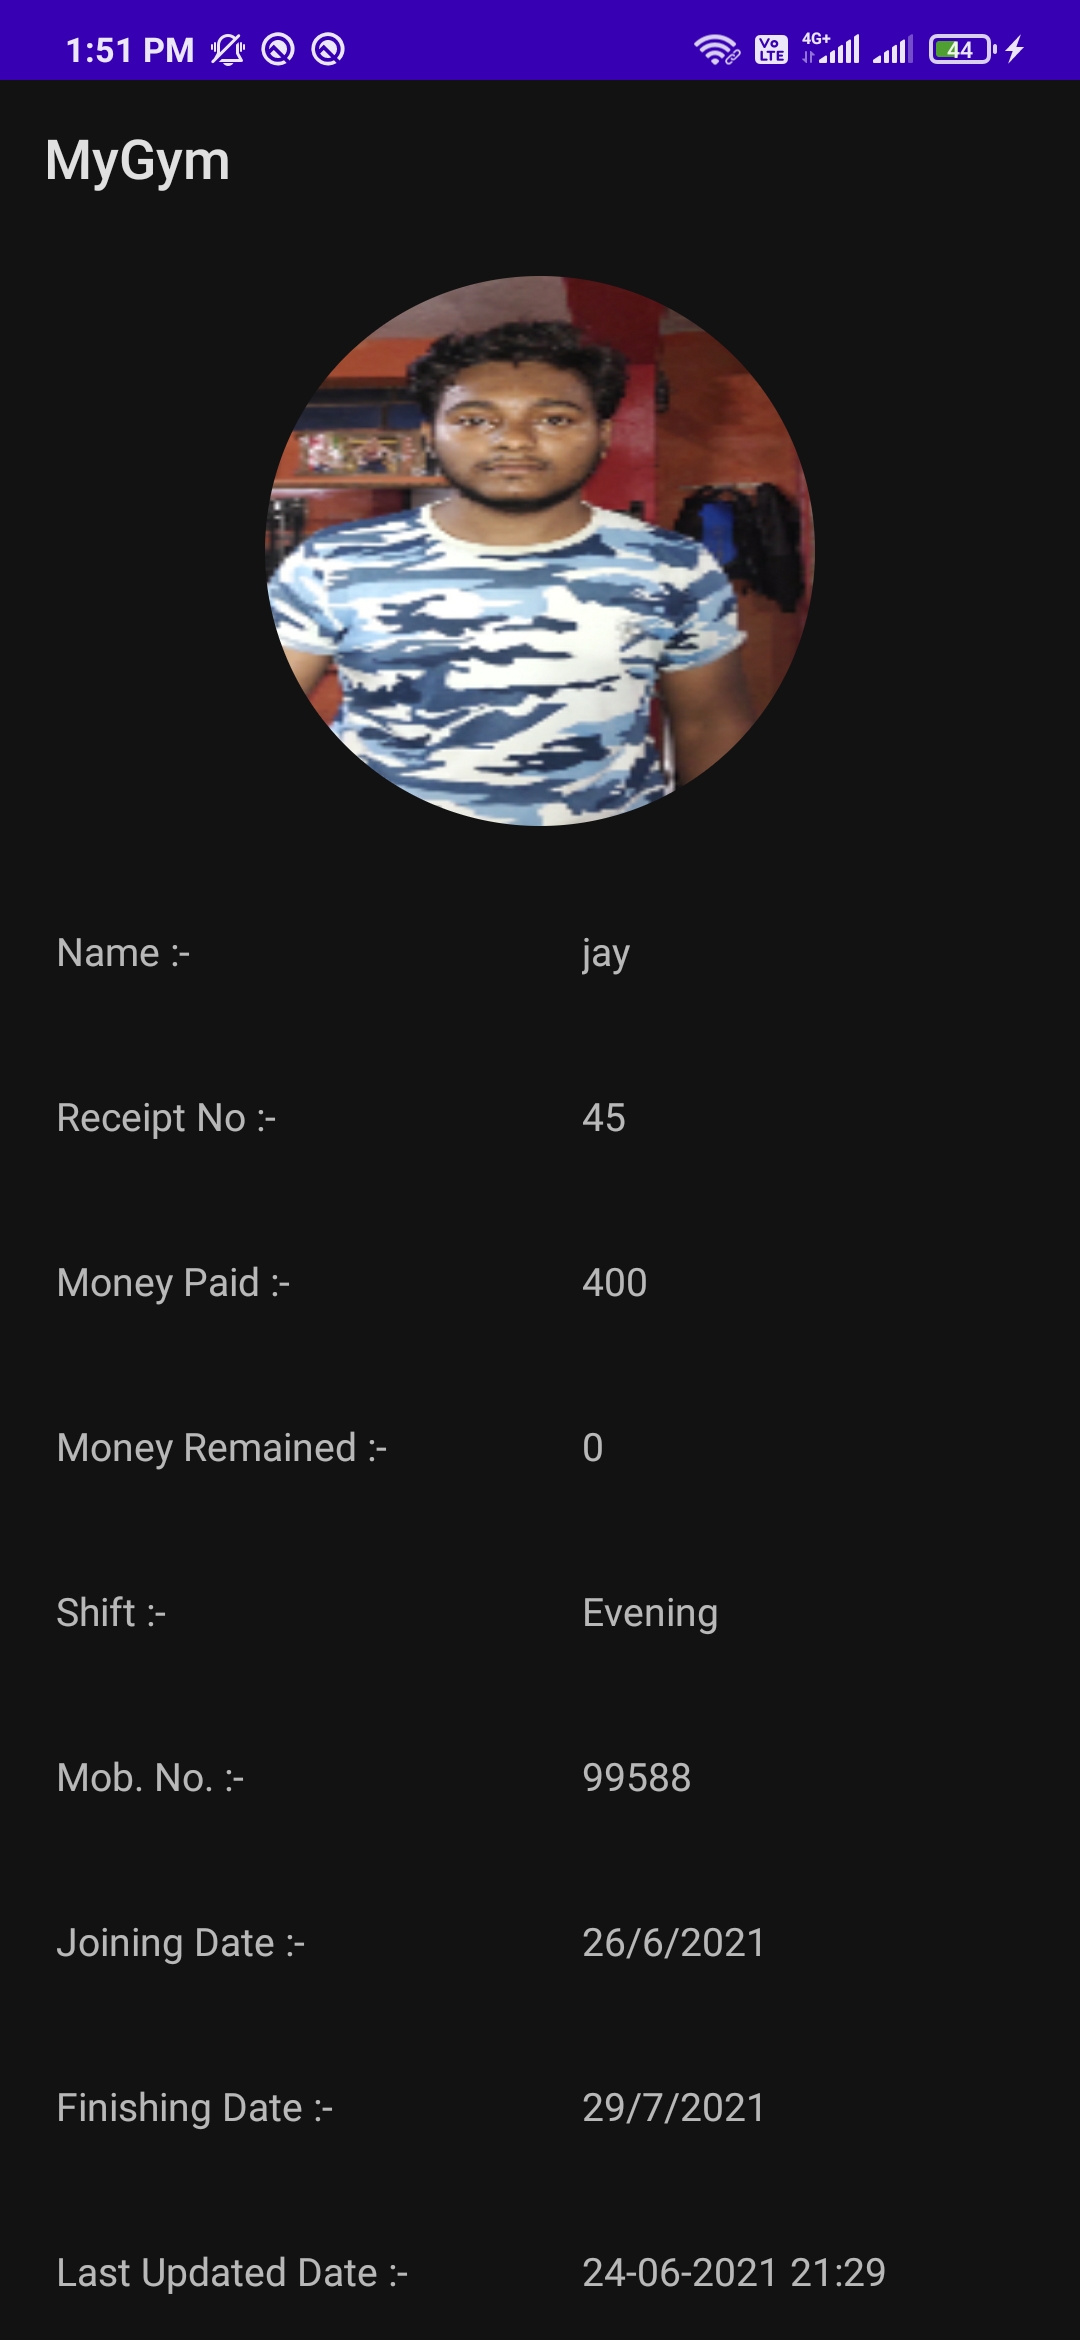 1:51 PM
Vo LTE 4G+ 44
MyGym
Name :- jay
Receipt No :- 45
Money Paid :- 400
Money Remained :- 0
Shift :- Evening
Mob. No. :- 99588
Joining Date :- 26/6/2021
Finishing Date :- 29/7/2021
Last Updated Date :- 24-06-2021 21:29